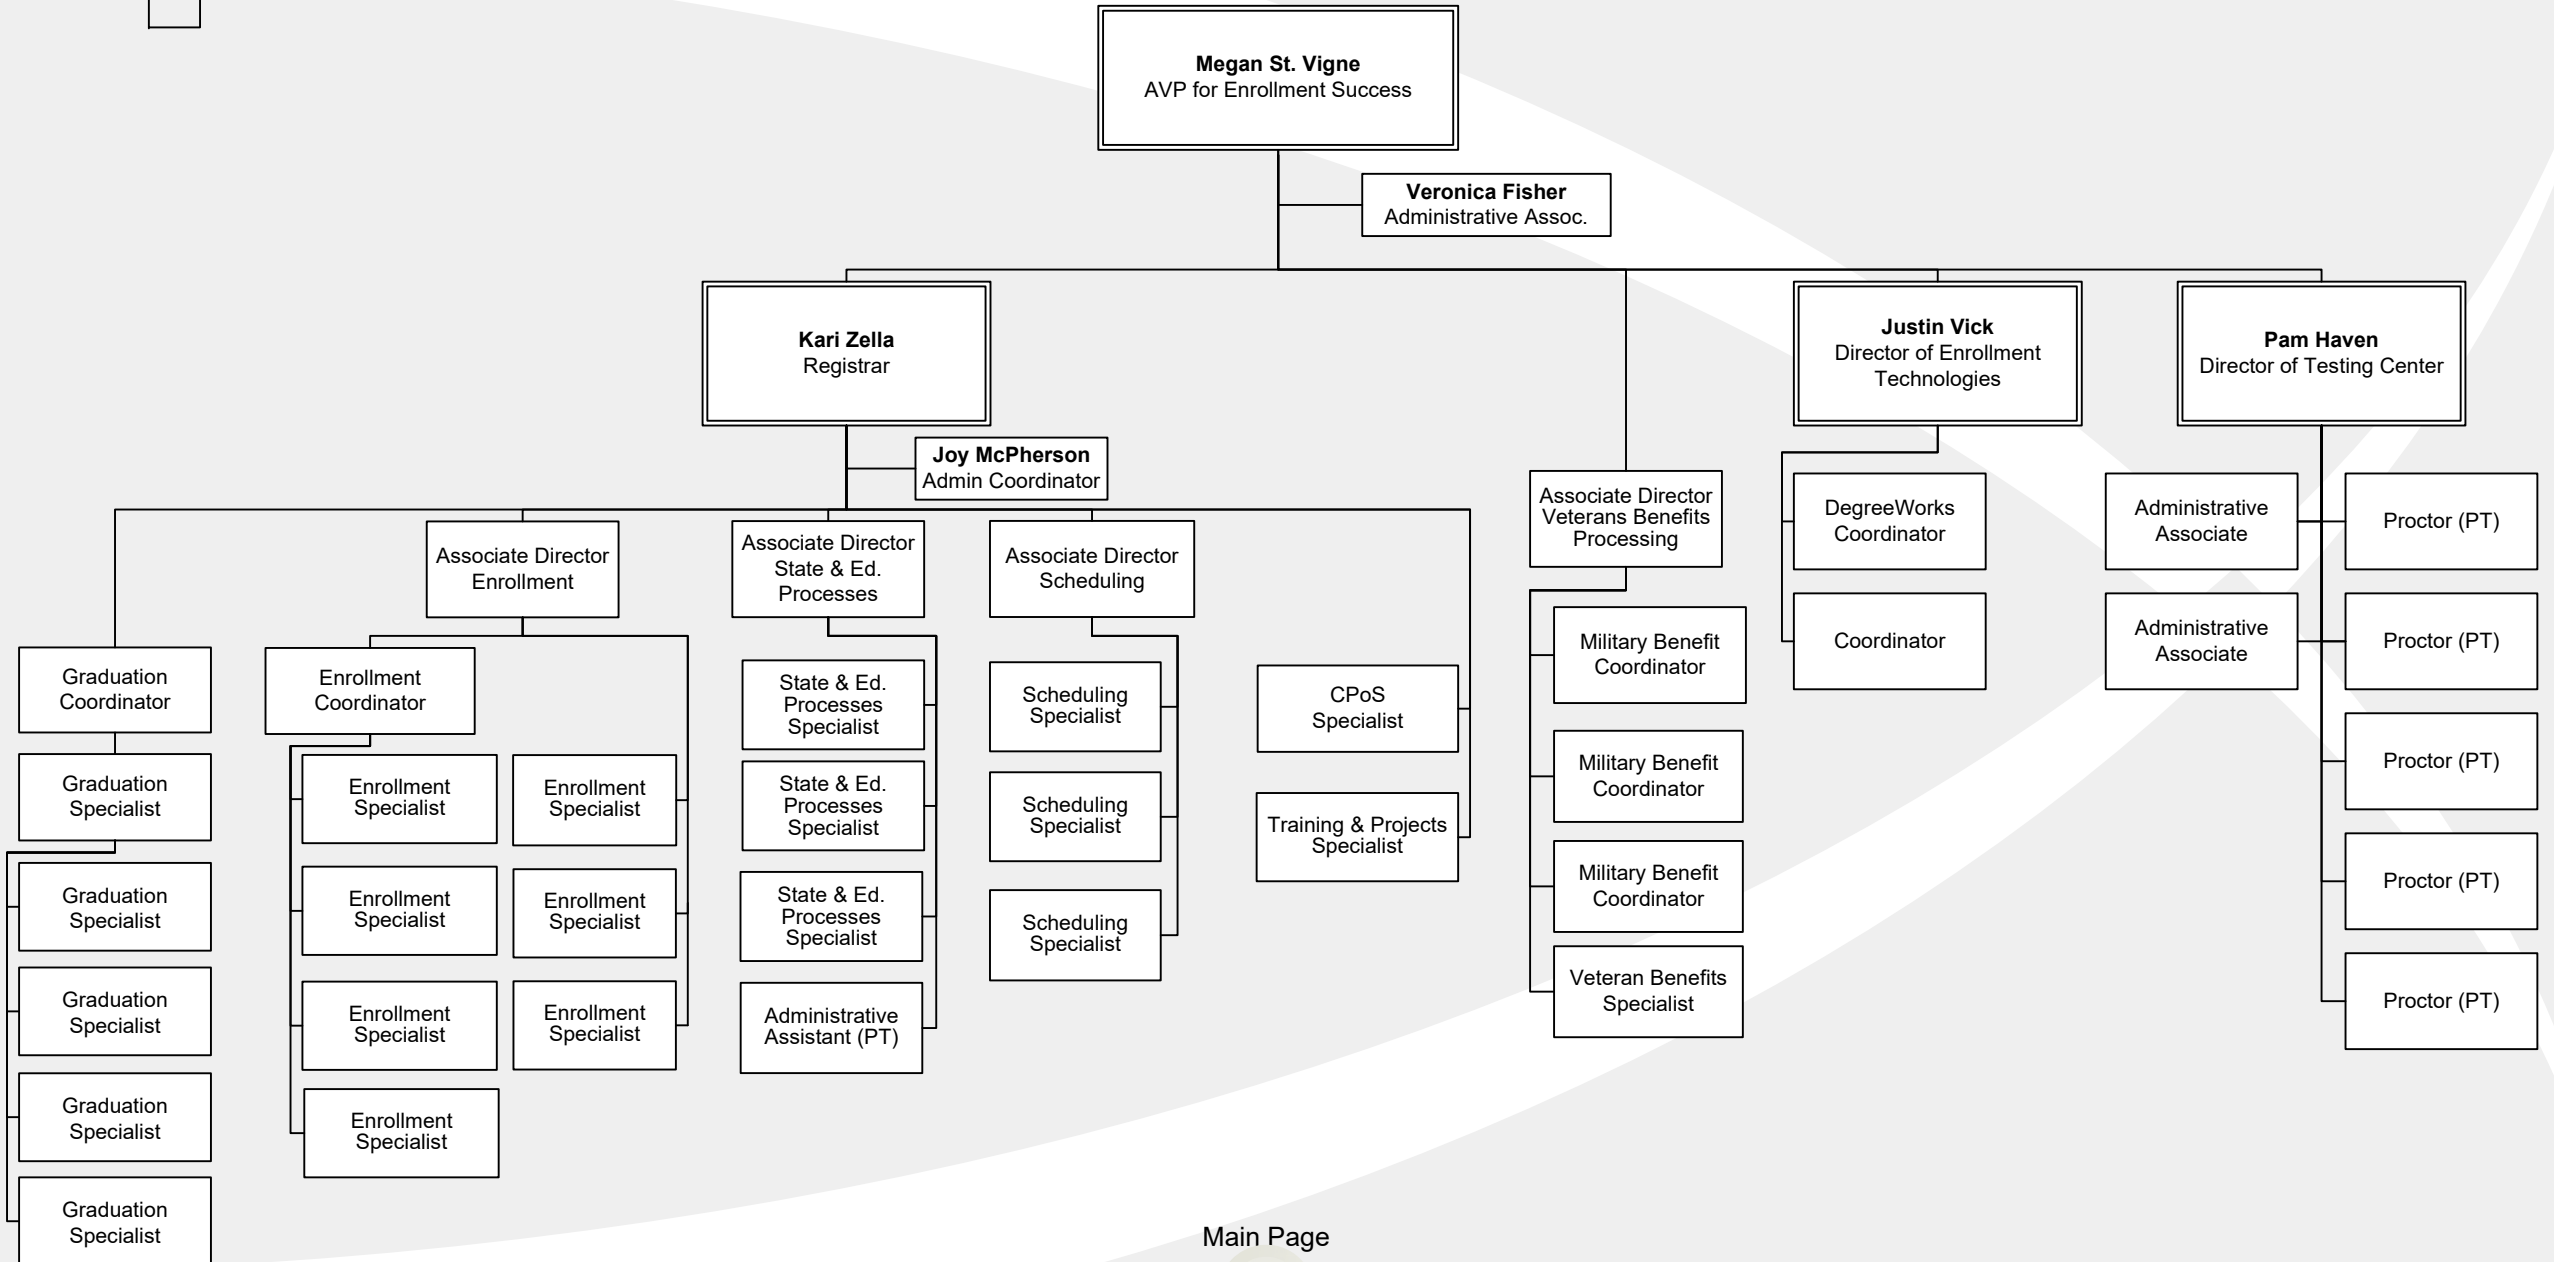 Megan St. Vigne
AVP for Enrollment Success
Veronica Fisher
Administrative Assoc.
Kari Zella
Registrar
Justin Vick
Director of Enrollment
Technologies
Pam Haven
Director of Testing Center
Joy McPherson
Admin Coordinator
Graduation
Coordinator
Graduation
Specialist
Graduation
Specialist
Graduation
Specialist
Graduation
Specialist
Graduation
Specialist
Associate Director
Enrollment
Enrollment
Coordinator
Enrollment
Specialist
Enrollment
Specialist
Enrollment
Specialist
Enrollment
Specialist
Enrollment
Specialist
Enrollment
Specialist
Enrollment
Specialist
Associate Director
State & Ed.
Processes
State & Ed.
Processes
Specialist
State & Ed.
Processes
Specialist
State & Ed.
Processes
Specialist
Administrative
Assistant (PT)
Associate Director
Scheduling
Scheduling
Specialist
Scheduling
Specialist
Scheduling
Specialist
CPoS
Specialist
Training & Projects
Specialist
Associate Director
Veterans Benefits
Processing
Military Benefit
Coordinator
Military Benefit
Coordinator
Military Benefit
Coordinator
Veteran Benefits
Specialist
DegreeWorks
Coordinator
Coordinator
Administrative
Associate
Administrative
Associate
Proctor (PT)
Proctor (PT)
Proctor (PT)
Proctor (PT)
Proctor (PT)
Main Page